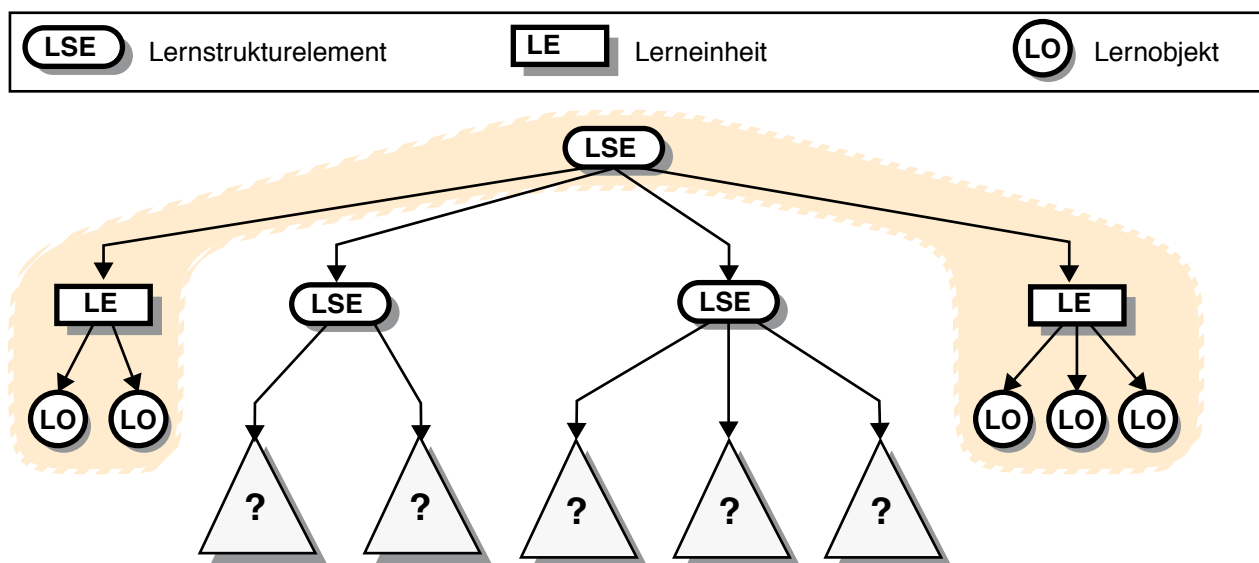 LSE Lernstrukturelement LE Lerneinheit LO Lernobjekt
LSE
LE LSE LSE LE
LO LO LO LO LO
? ? ? ? ?